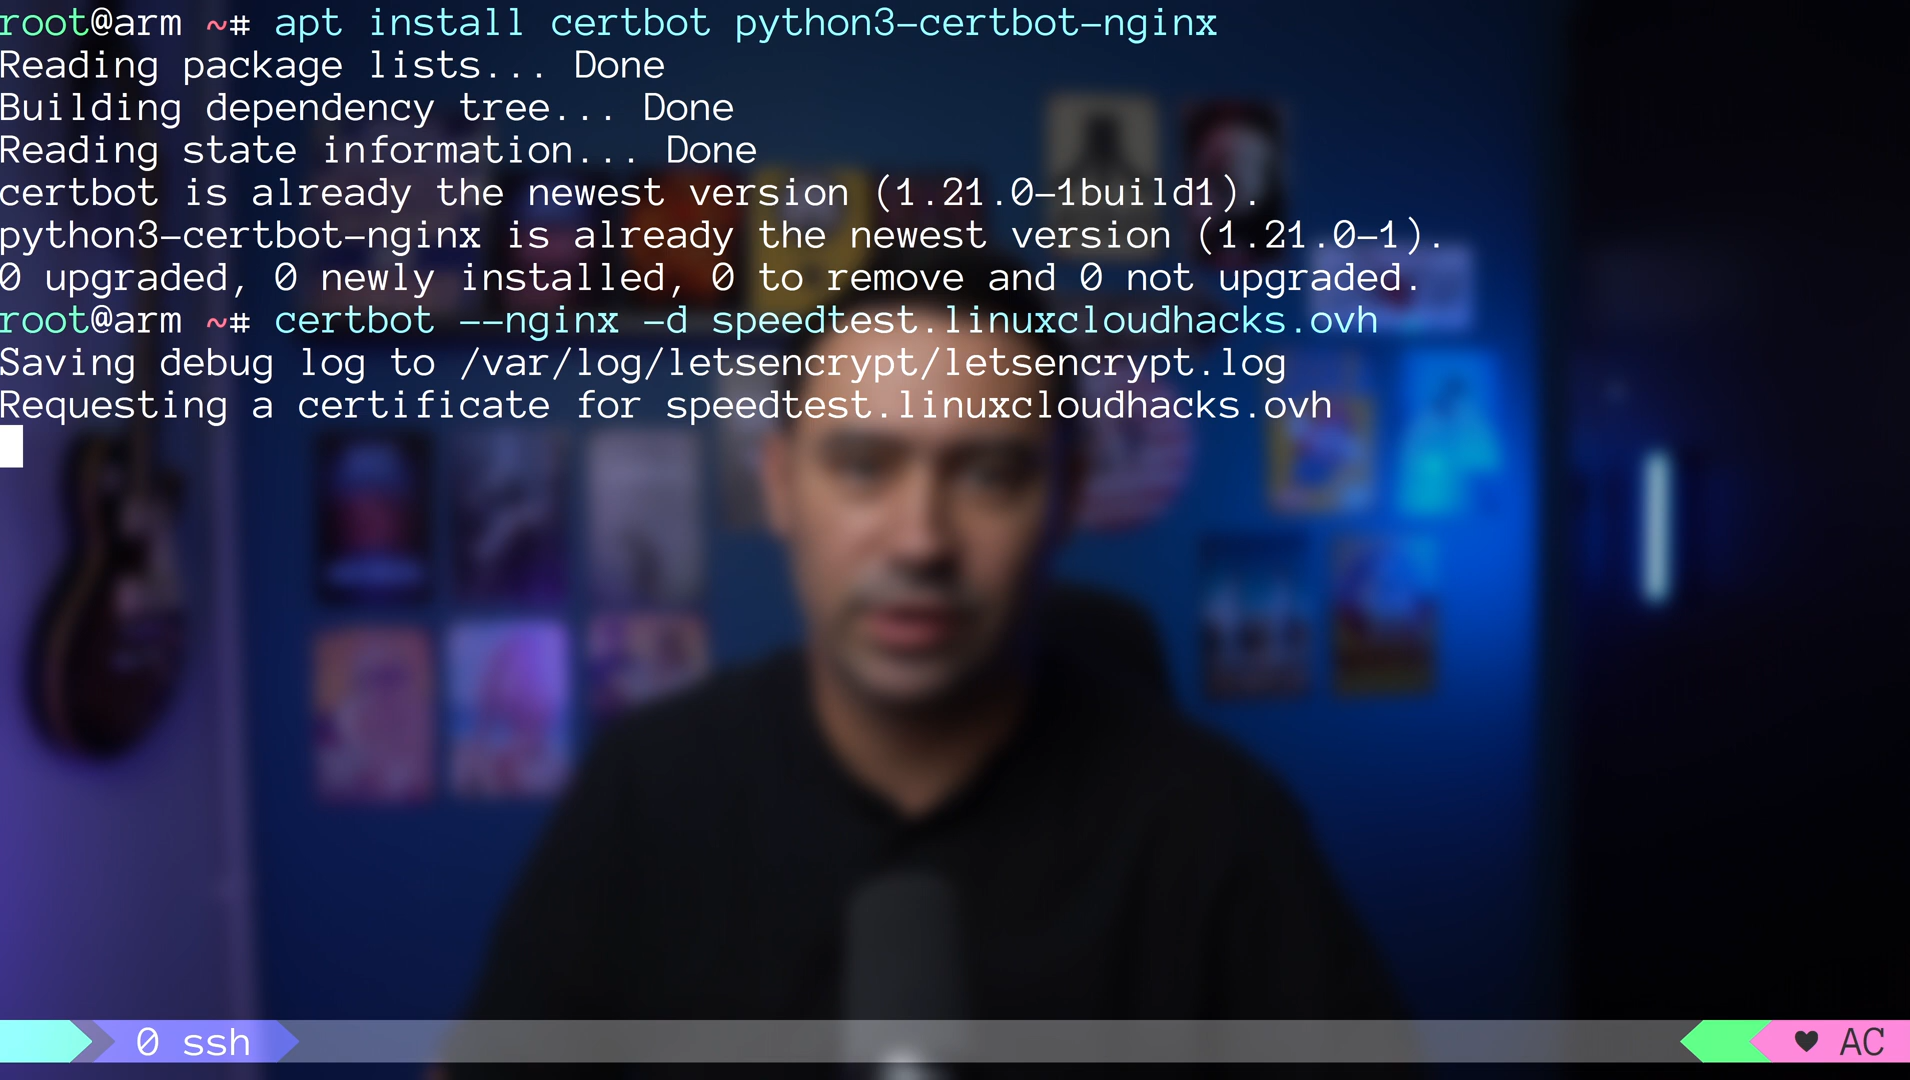 root@arm ~# apt install certbot python3-certbot-nginx
Reading package lists... Done
Building dependency tree... Done
Reading state information... Done
certbot is already the newest version (1.21.0-1build1).
python3-certbot-nginx is already the newest version (1.21.0-1).
0 upgraded, 0 newly installed, 0 to remove and 0 not upgraded.
root@arm ~# certbot --nginx -d speedtest.linuxcloudhacks.ovh
Saving debug log to /var/log/letsencrypt/letsencrypt.log
Requesting a certificate for speedtest.linuxcloudhacks.ovh
0 ssh
♥ AC